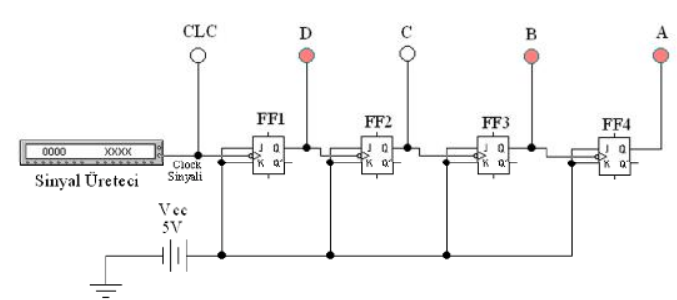 CLC
D
C
B
A
FF1
FF2
FF3
FF4
J Q
K Q'
J Q
K Q'
J Q
K Q'
J Q
K Q'
0000 XXXX
Clock
Sinyali
Sinyal Üreteci
Vcc
5V